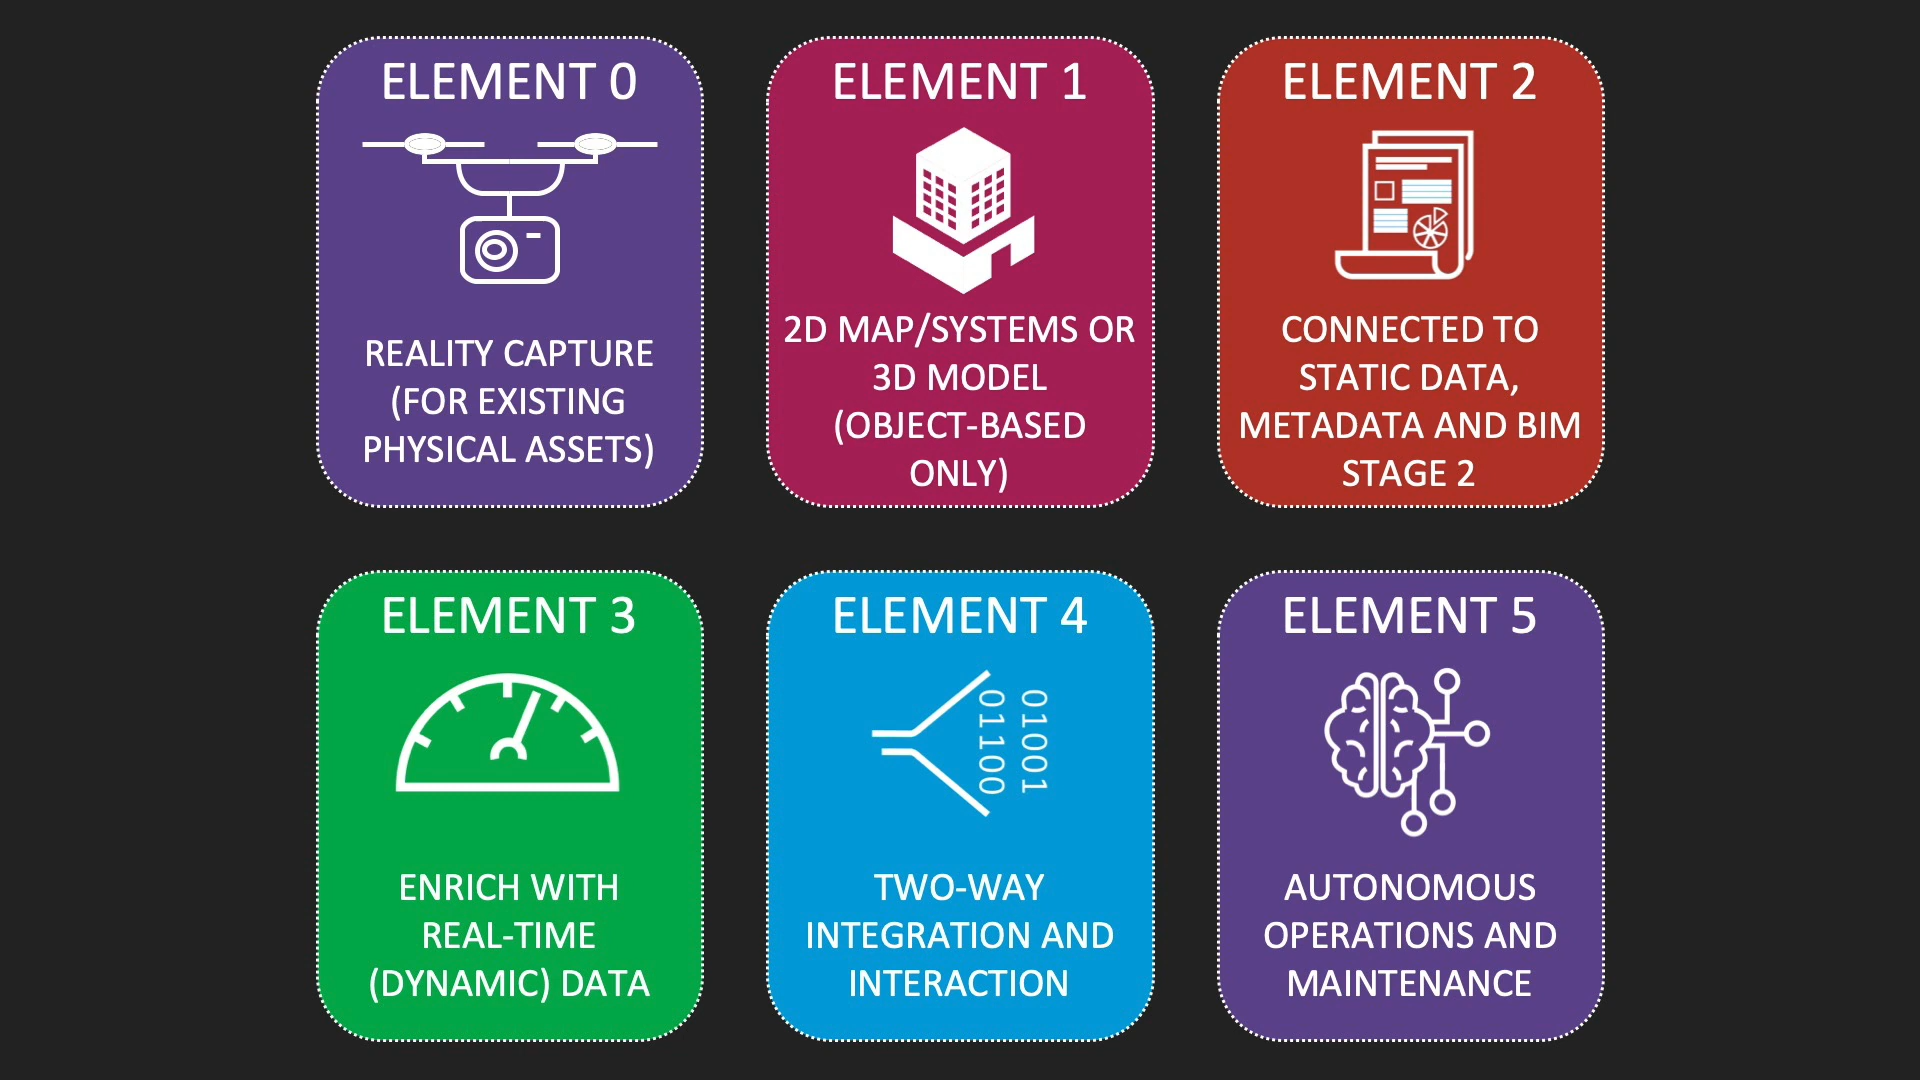 ELEMENT 0
REALITY CAPTURE
(FOR EXISTING
PHYSICAL ASSETS)
ELEMENT 1
2D MAP/SYSTEMS OR
3D MODEL
(OBJECT-BASED
ONLY)
ELEMENT 2
CONNECTED TO
STATIC DATA,
METADATA AND BIM
STAGE 2
ELEMENT 3
ENRICH WITH
REAL-TIME
(DYNAMIC) DATA
ELEMENT 4
01001
01100
TWO-WAY
INTEGRATION AND
INTERACTION
ELEMENT 5
AUTONOMOUS
OPERATIONS AND
MAINTENANCE